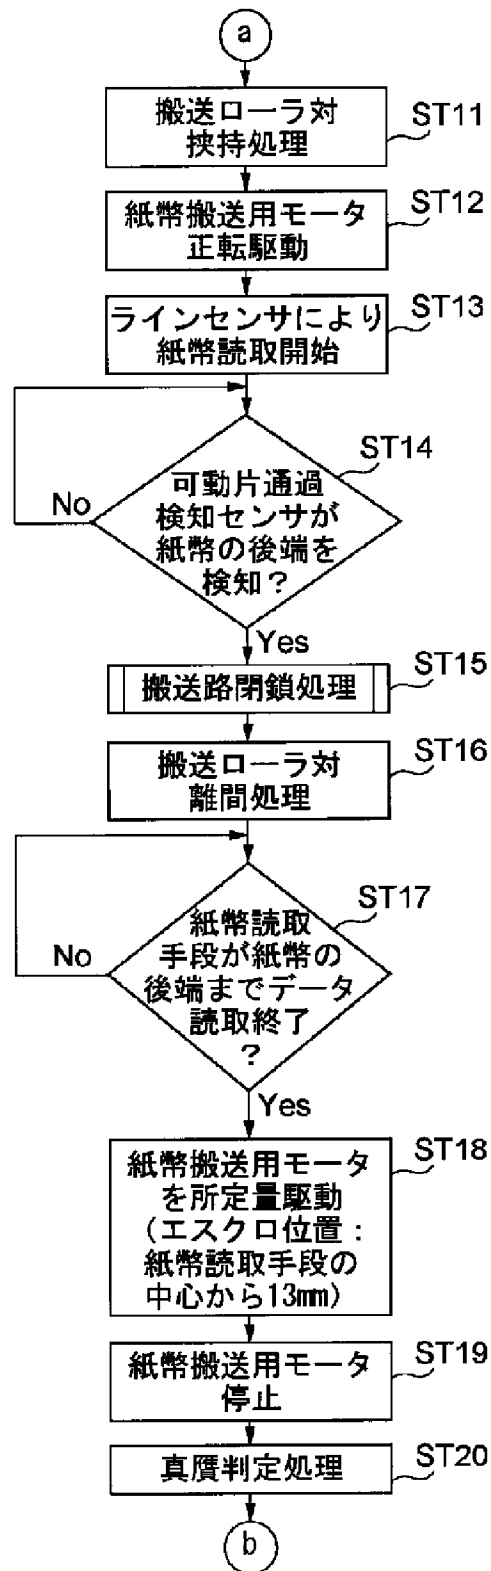 a
搬送ローラ対
挟持処理
ST11
紙幣搬送用モータ
正転駆動
ST12
ラインセンサにより
紙幣読取開始
ST13
可動片通過
検知センサが
紙幣の後端を
検知？
ST14
No
Yes
搬送路閉鎖処理
ST15
搬送ローラ対
離間処理
ST16
紙幣読取
手段が紙幣の
後端までデータ
読取終了
？
ST17
No
Yes
紙幣搬送用モータ
を所定量駆動
（エスクロ位置：
紙幣読取手段の
中心から13mm）
ST18
紙幣搬送用モータ
停止
ST19
真贋判定処理
ST20
b